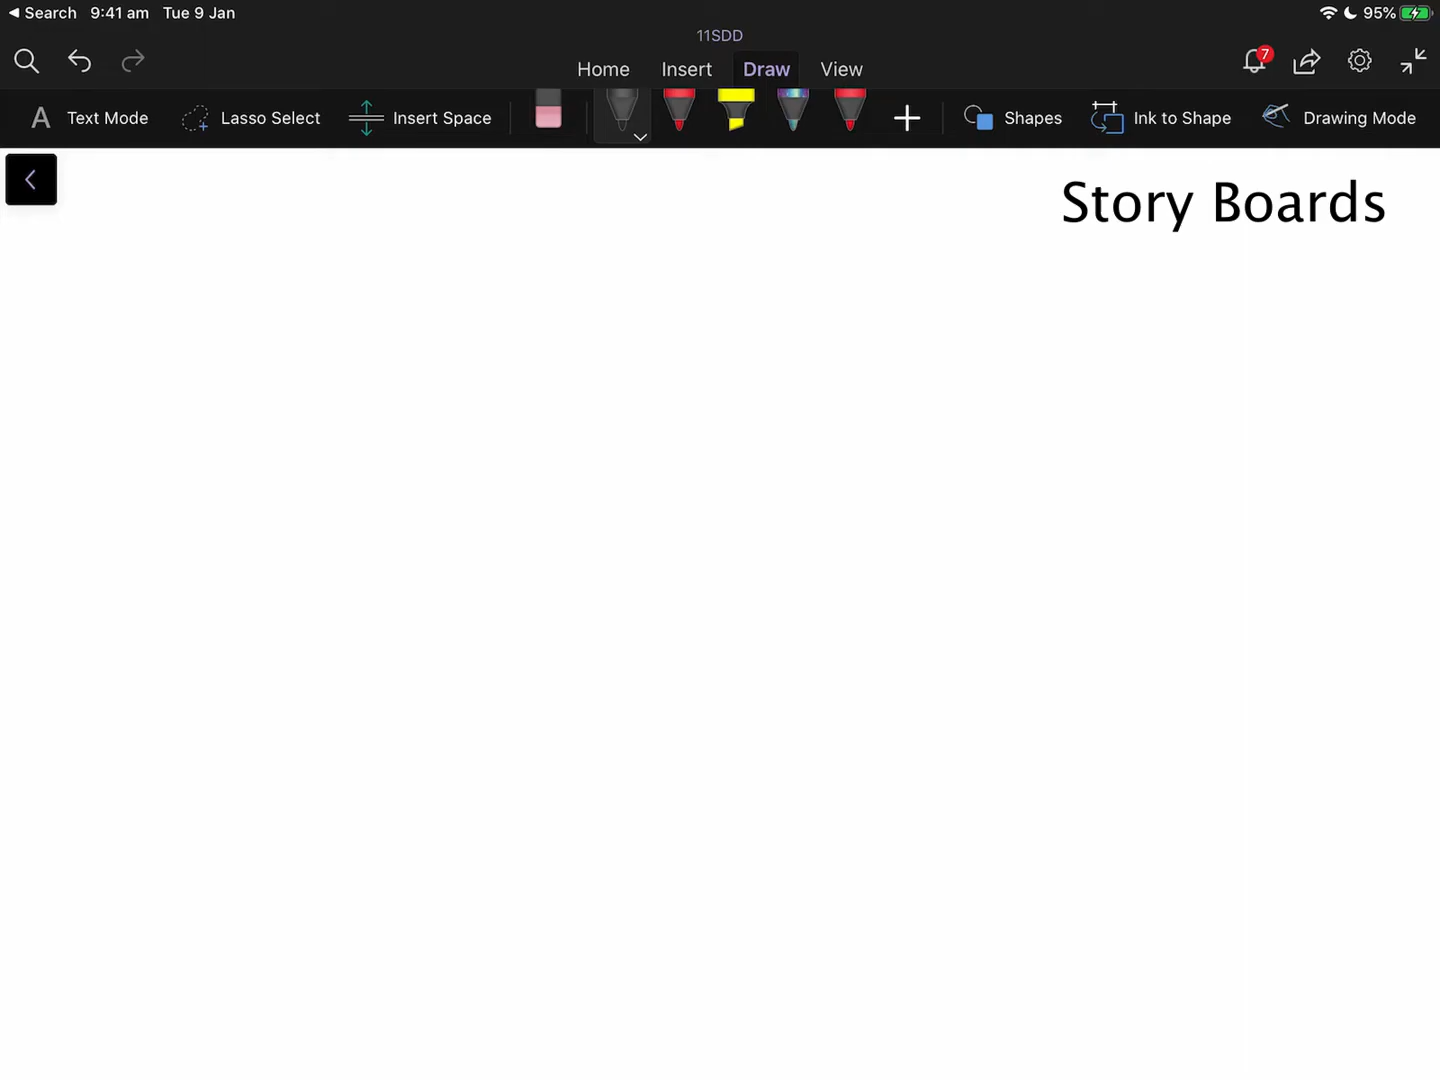 Search 9:41 am Tue 9 Jan 95%
11SDD
7
Home Insert Draw View
A Text Mode Lasso Select Insert Space Shapes Ink to Shape Drawing Mode
Story Boards